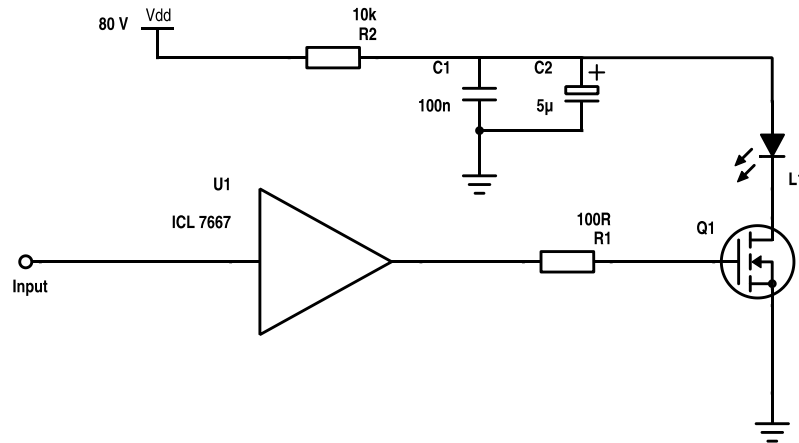 80 V
Vdd
10k
R2
C1
100n
C2
5µ
U1
ICL 7667
100R
R1
Q1
Input